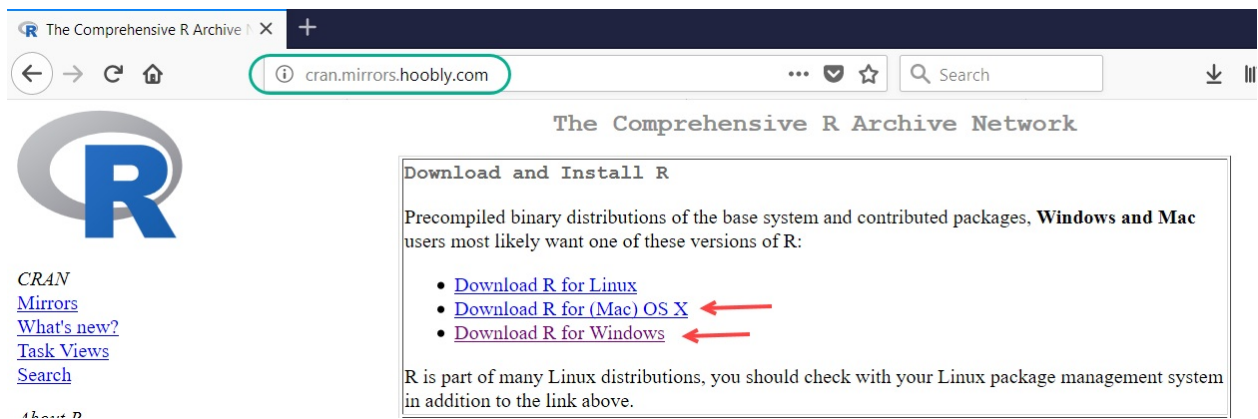 The Comprehensive R Archive N
cran.mirrors.hoobly.com
Search
The Comprehensive R Archive Network
R
Download and Install R
Precompiled binary distributions of the base system and contributed packages, Windows and Mac
users most likely want one of these versions of R:
• Download R for Linux
• Download R for (Mac) OS X
• Download R for Windows
R is part of many Linux distributions, you should check with your Linux package management system
in addition to the link above.
CRAN
Mirrors
What's new?
Task Views
Search
About R